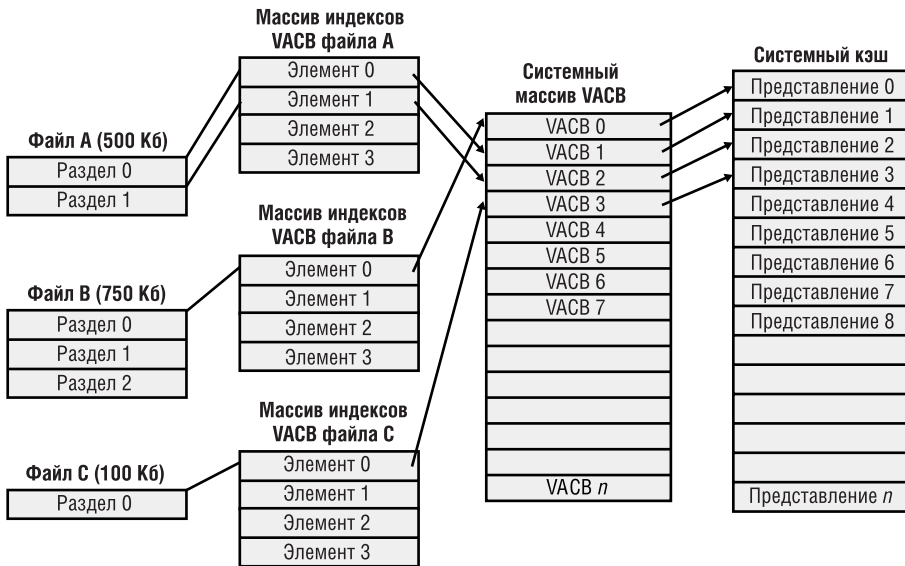 Массив индексов
VACB файла A
Элемент 0
Элемент 1
Элемент 2
Элемент 3
Файл A (500 Кб)
Раздел 0
Раздел 1
Массив индексов
VACB файла B
Элемент 0
Элемент 1
Элемент 2
Элемент 3
Файл B (750 Кб)
Раздел 0
Раздел 1
Раздел 2
Массив индексов
VACB файла C
Элемент 0
Элемент 1
Элемент 2
Элемент 3
Файл C (100 Кб)
Раздел 0
Системный
массив VACB
VACB 0
VACB 1
VACB 2
VACB 3
VACB 4
VACB 5
VACB 6
VACB 7
VACB n
Системный кэш
Представление 0
Представление 1
Представление 2
Представление 3
Представление 4
Представление 5
Представление 6
Представление 7
Представление 8
Представление n